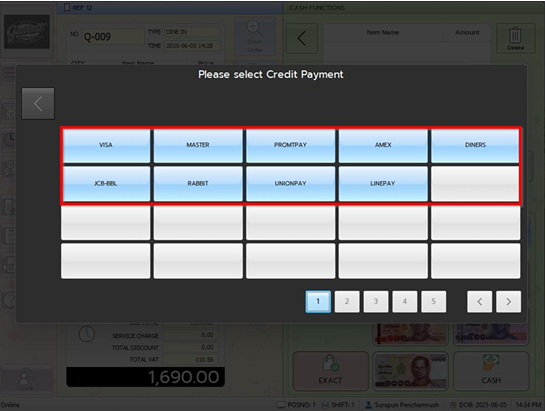 REF 12
CASH FUNCTIONS
NO Q-009
TYPE DINE IN
TIME 2025-06-05 14:28
Item Name Amount
Delete
QTY Item Name Price
Please select Credit Payment
VISA MASTER PROMTPAY AMEX DINERS
JCB-BBL RABBIT UNIONPAY LINEPAY
1 2 3 4 5
SERVICE CHARGE 0.00
TOTAL DISCOUNT 0.00
TOTAL VAT 110.56
1,690.00
EXACT CASH
Online POSNO: 1 SHIFT: 1 Surapun Penchamrush DOB: 2025-06-05 14:34 PM